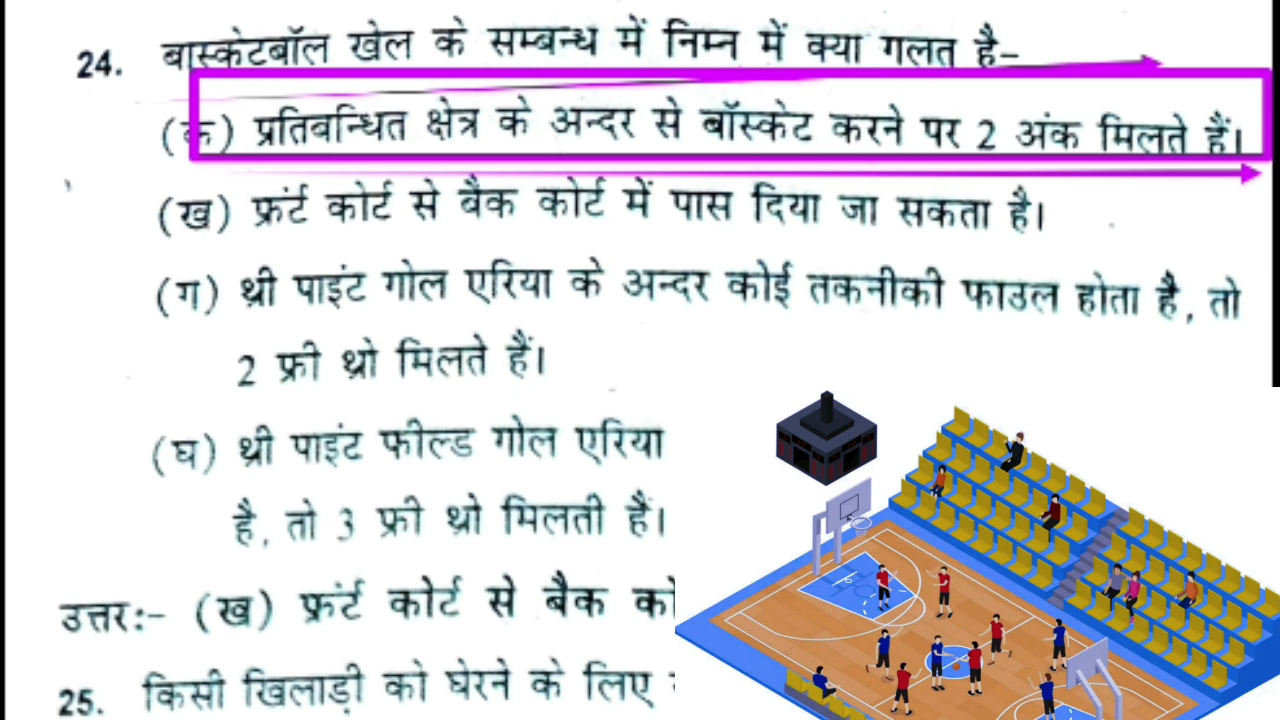 24. बास्केटबॉल खेल के सम्बन्ध में निम्न में क्या गलत है–
(क) प्रतिबन्धित क्षेत्र के अन्दर से बॉस्केट करने पर 2 अंक मिलते हैं।
(ख) फ्रंर्ट कोर्ट से बैक कोर्ट में पास दिया जा सकता है।
(ग) थ्री पाइंट गोल एरिया के अन्दर कोई तकनीकी फाउल होता है, तो
2 फ्री थ्रो मिलते हैं।
(घ) थ्री पाइंट फील्ड गोल एरिया
है, तो 3 फ्री थ्रो मिलती हैं।
उत्तर:– (ख) फ्रंर्ट कोर्ट से बैक को
25. किसी खिलाड़ी को घेरने के लिए